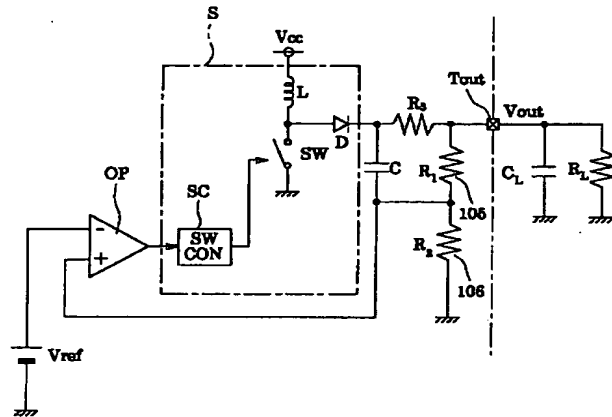 S
Vcc
L
Tout
Vout
R3
D
SW
C
R1
CL
RL
OP
SC
105
-
SW
CON
R2
+
106
Vref